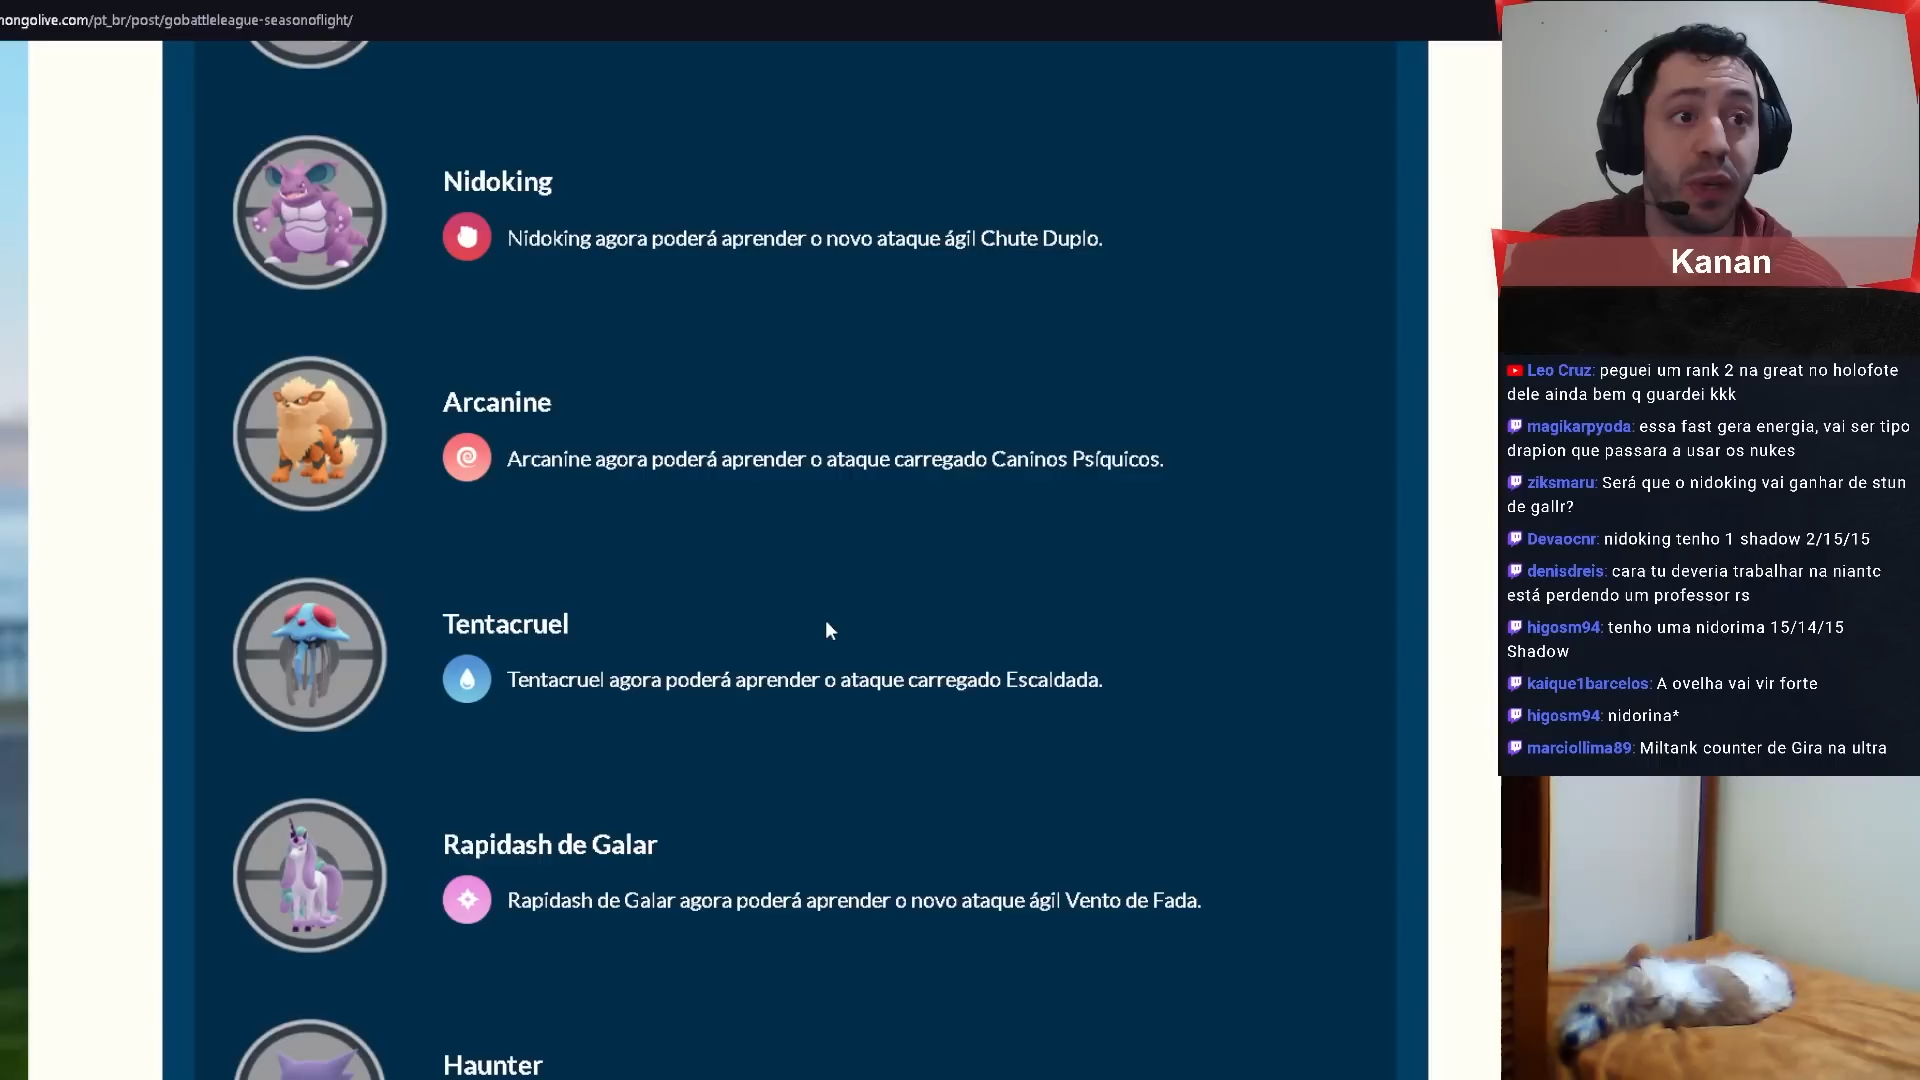 nongolive.com/pt_br/post/gobattleleague-seasonoflight/
Nidoking
Nidoking agora poderá aprender o novo ataque ágil Chute Duplo.
Arcanine
Arcanine agora poderá aprender o ataque carregado Caninos Psíquicos.
Tentacruel
Tentacruel agora poderá aprender o ataque carregado Escaldada.
Rapidash de Galar
Rapidash de Galar agora poderá aprender o novo ataque ágil Vento de Fada.
Haunter
Kanan
Leo Cruz: peguei um rank 2 na great no holofote
dele ainda bem q guardei kkk
magikarpyoda: essa fast gera energia, vai ser tipo
drapion que passara a usar os nukes
ziksmaru: Será que o nidoking vai ganhar de stun
de gallr?
Devaocnr: nidoking tenho 1 shadow 2/15/15
denisdreis: cara tu deveria trabalhar na niantc
está perdendo um professor rs
higosm94: tenho uma nidorima 15/14/15
Shadow
kaique1barcelos: A ovelha vai vir forte
higosm94: nidorina*
marciollima89: Miltank counter de Gira na ultra